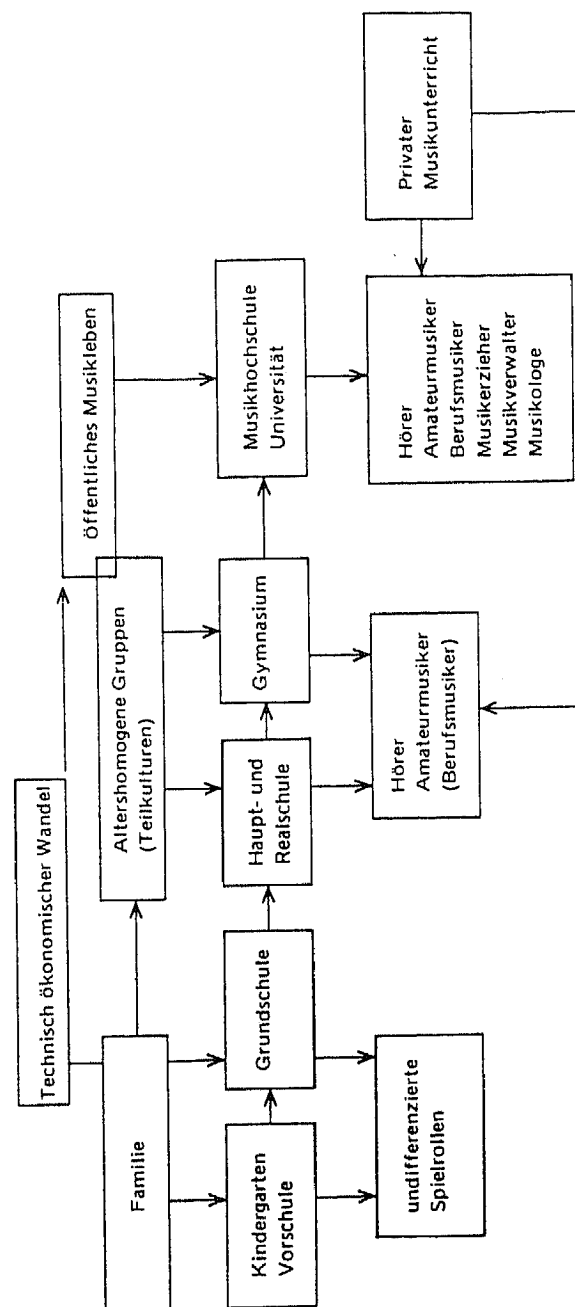 Technisch ökonomischer Wandel
Öffentliches Musikleben
Familie
Altershomogene Gruppen
(Teilkulturen)
Kindergarten
Vorschule
Grundschule
Haupt- und
Realschule
Gymnasium
Musikhochschule
Universität
undifferenzierte
Spielrollen
Hörer
Amateurmusiker
(Berufsmusiker)
Hörer
Amateurmusiker
Berufsmusiker
Musikerzieher
Musikverwalter
Musikologe
Privater
Musikunterricht